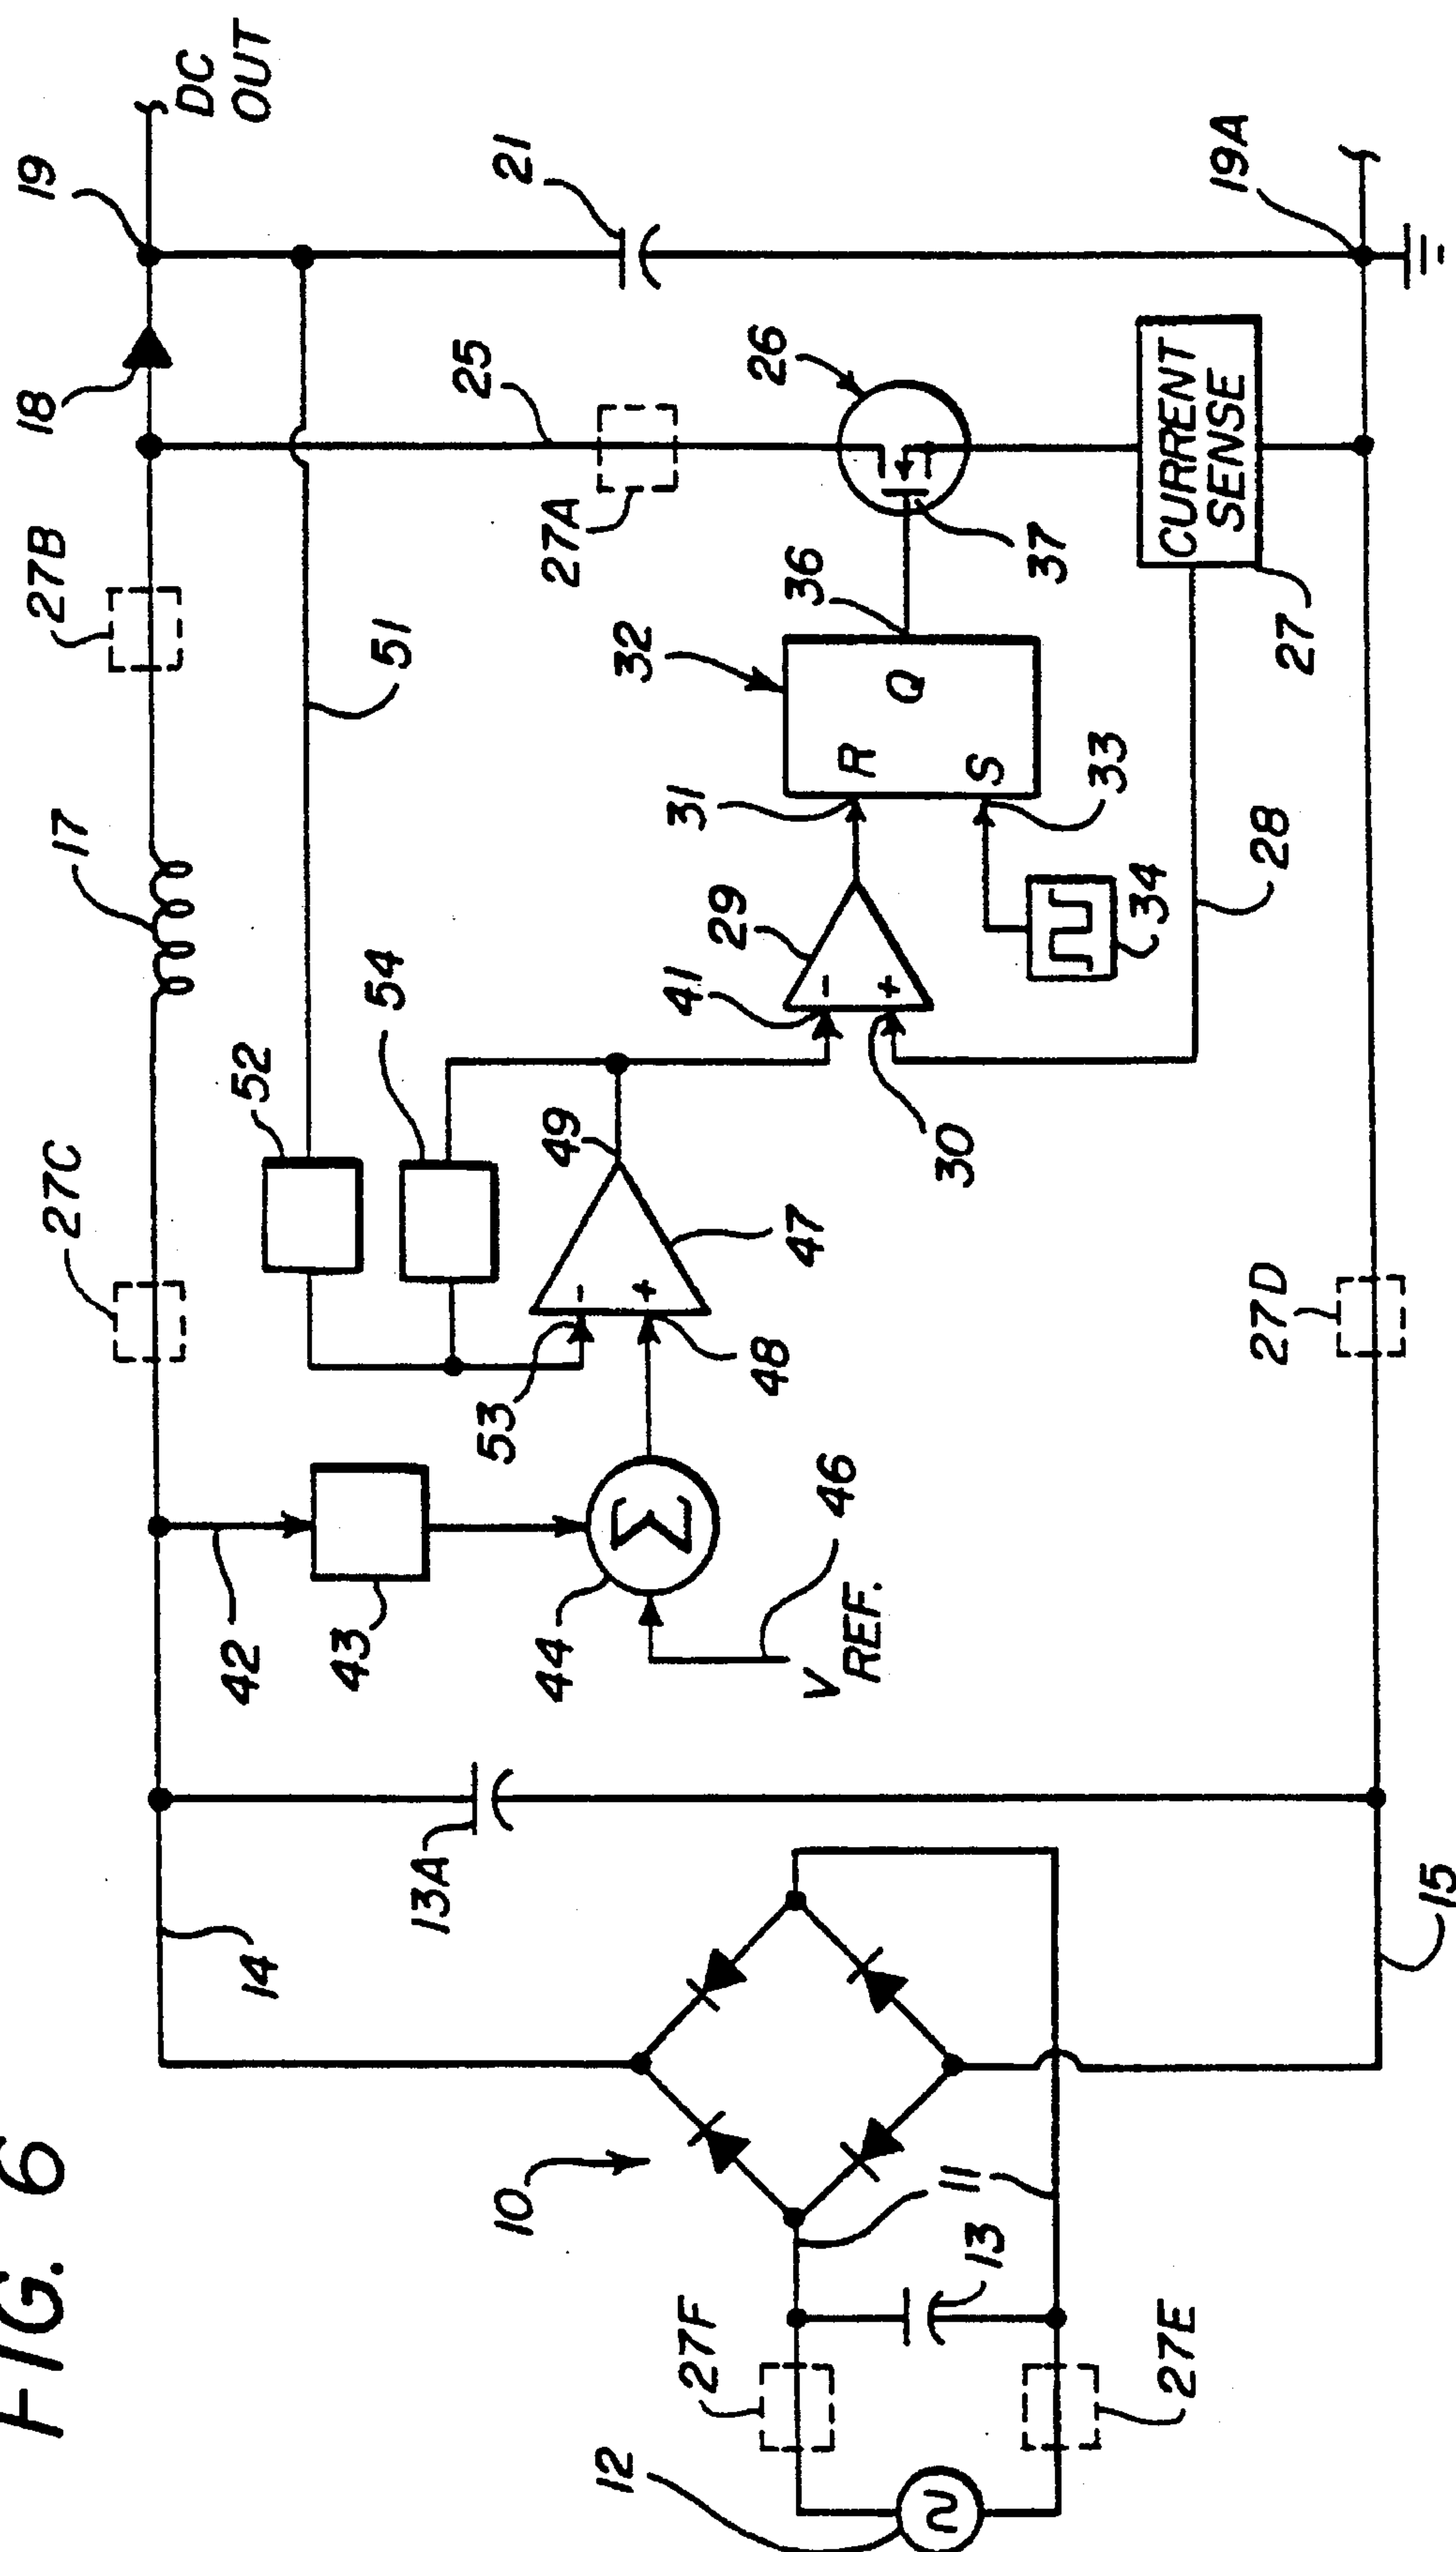 FIG. 6
DC
OUT
19
18
21
27B
25
26
19A
17
51
27A
37
36
32
CURRENT
SENSE
27
Q
R
S
31
33
29
41
34
28
- +
30
27C
52
54
49
47
- +
53
48
27D
42
43
44
Σ
46
V
REF.
14
13A
15
10
11
13
27F
27E
12